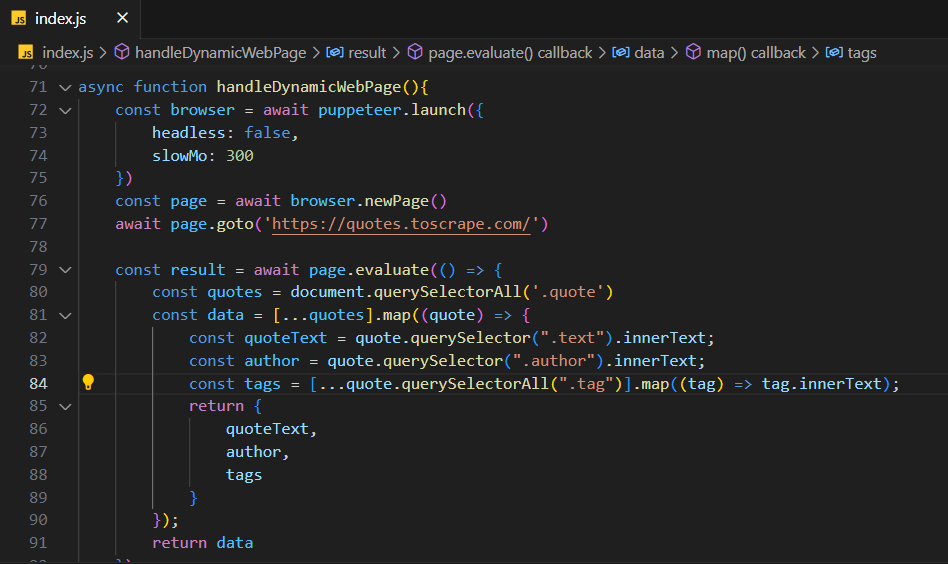 JS index.js ×
JS index.js > handleDynamicWebPage > result > page.evaluate() callback > data > map() callback > tags
71 async function handleDynamicWebPage(){
72     const browser = await puppeteer.launch({
73         headless: false,
74         slowMo: 300
75     })
76     const page = await browser.newPage()
77     await page.goto('https://quotes.toscrape.com/')
78
79     const result = await page.evaluate(() => {
80         const quotes = document.querySelectorAll('.quote')
81         const data = [...quotes].map((quote) => {
82             const quoteText = quote.querySelector(".text").innerText;
83             const author = quote.querySelector(".author").innerText;
84             const tags = [...quote.querySelectorAll(".tag")].map((tag) => tag.innerText);
85             return {
86                 quoteText,
87                 author,
88                 tags
89             }
90         });
91         return data